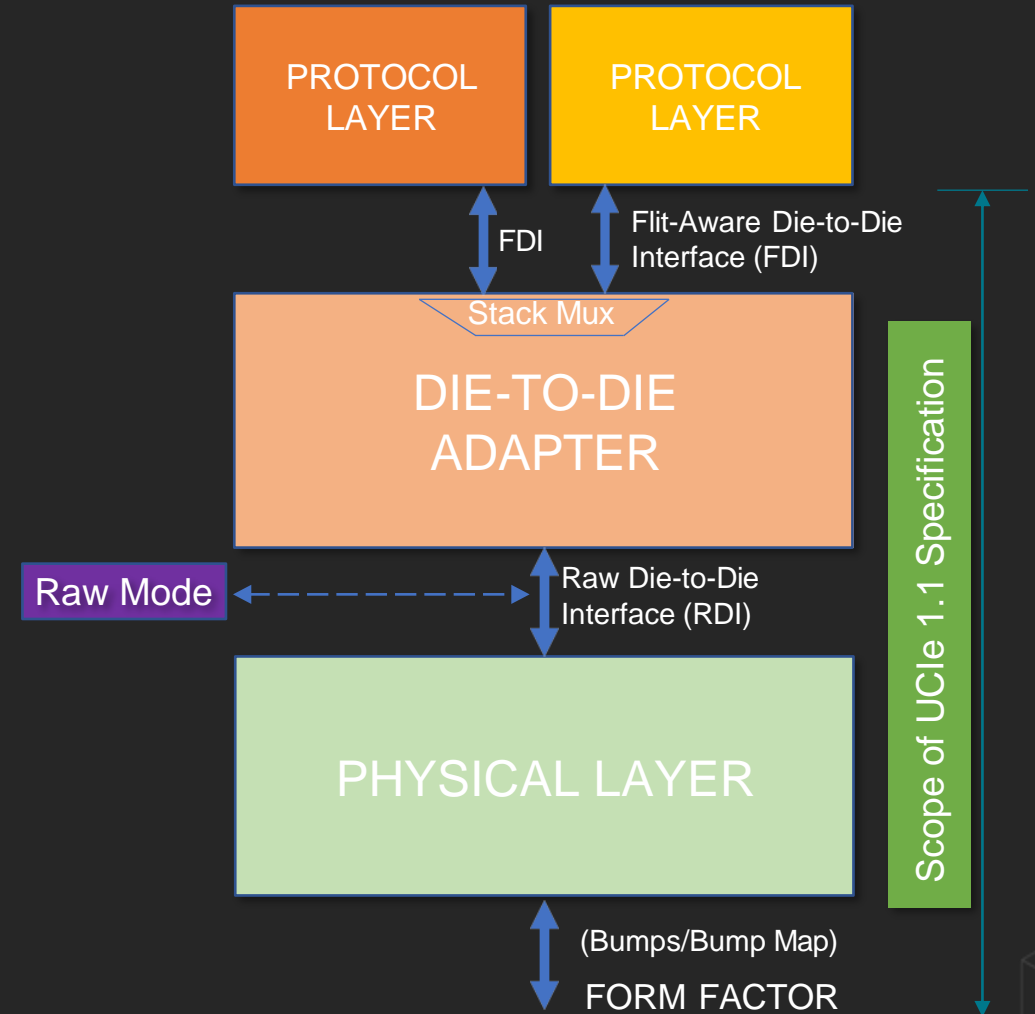 PROTOCOL
LAYER
PROTOCOL
LAYER
FDI
Flit-Aware Die-to-Die
Interface (FDI)
Stack Mux
DIE-TO-DIE
ADAPTER
Scope of UCIe 1.1 Specification
Raw Mode
Raw Die-to-Die
Interface (RDI)
PHYSICAL LAYER
(Bumps/Bump Map)
FORM FACTOR